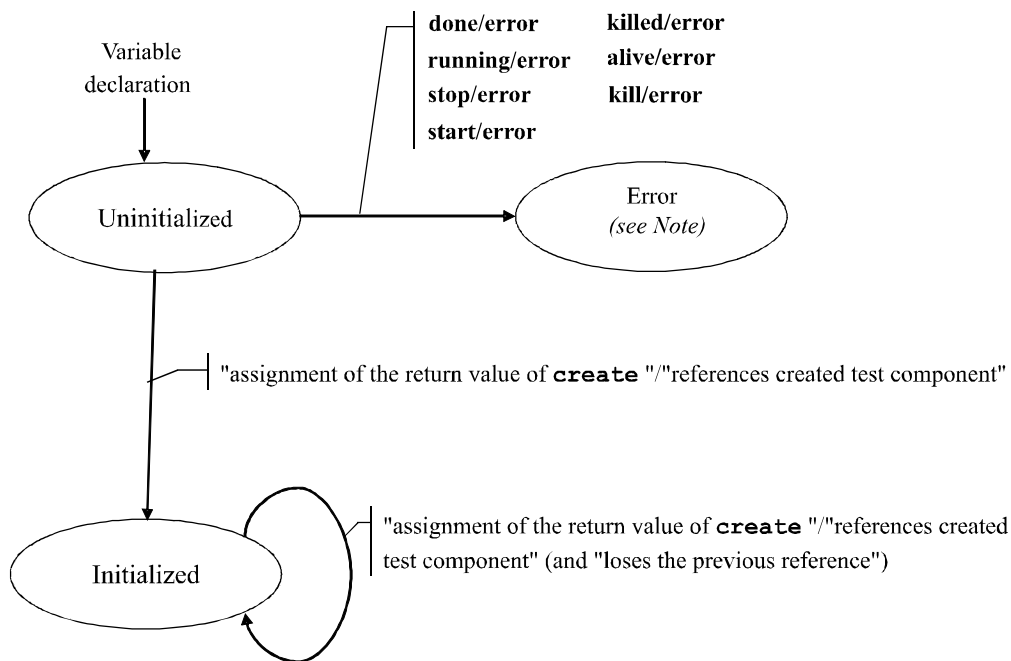 Variable
declaration
done/error
running/error
stop/error
start/error
killed/error
alive/error
kill/error
Uninitialized
Error
(see Note)
"assignment of the return value of create "/"references created test component"
"assignment of the return value of create "/"references created
test component" (and "loses the previous reference")
Initialized